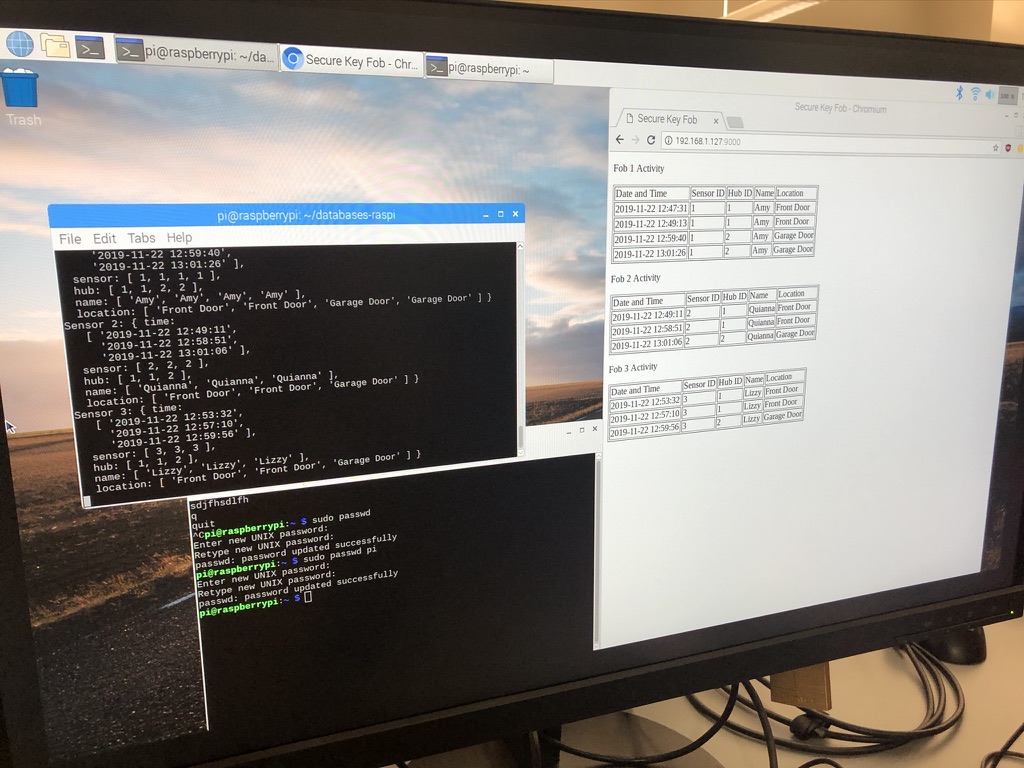 pi@raspberrypi: ~/da...
Secure Key Fob - Chr...
pi@raspberrypi: ~
Trash
pi@raspberrypi: ~/databases-raspi
File Edit Tabs Help
'2019-11-22 12:59:40',
'2019-11-22 13:01:26' ],
sensor: [ 1, 1, 1, 1 ],
hub: [ 1, 1, 2, 2 ],
name: [ 'Amy', 'Amy', 'Amy', 'Amy' ],
location: [ 'Front Door', 'Front Door', 'Garage Door', 'Garage Door' ] }
Sensor 2: { time:
[ '2019-11-22 12:49:11',
'2019-11-22 12:58:51',
'2019-11-22 13:01:06' ],
sensor: [ 2, 2, 2 ],
hub: [ 1, 1, 2 ],
name: [ 'Quianna', 'Quianna', 'Quianna' ],
location: [ 'Front Door', 'Front Door', 'Garage Door' ] }
Sensor 3: { time:
[ '2019-11-22 12:53:32',
'2019-11-22 12:57:10',
'2019-11-22 12:59:56' ],
sensor: [ 3, 3, 3 ],
hub: [ 1, 1, 2 ],
name: [ 'Lizzy', 'Lizzy', 'Lizzy' ],
location: [ 'Front Door', 'Front Door', 'Garage Door' ] }
sdjfhsdlfh
q
quit
^Cpi@raspberrypi:~ $ sudo passwd
Enter new UNIX password:
Retype new UNIX password:
passwd: password updated successfully
pi@raspberrypi:~ $ sudo passwd pi
Enter new UNIX password:
Retype new UNIX password:
passwd: password updated successfully
pi@raspberrypi:~ $
Secure Key Fob - Chromium
Secure Key Fob
192.168.1.127:9000
Fob 1 Activity
Date and Time Sensor ID Hub ID Name Location
2019-11-22 12:47:31 1 1 Amy Front Door
2019-11-22 12:49:13 1 1 Amy Front Door
2019-11-22 12:59:40 1 2 Amy Garage Door
2019-11-22 13:01:26 1 2 Amy Garage Door
Fob 2 Activity
Date and Time Sensor ID Hub ID Name Location
2019-11-22 12:49:11 2 1 Quianna Front Door
2019-11-22 12:58:51 2 1 Quianna Front Door
2019-11-22 13:01:06 2 2 Quianna Garage Door
Fob 3 Activity
Date and Time Sensor ID Hub ID Name Location
2019-11-22 12:53:32 3 1 Lizzy Front Door
2019-11-22 12:57:10 3 1 Lizzy Front Door
2019-11-22 12:59:56 3 2 Lizzy Garage Door